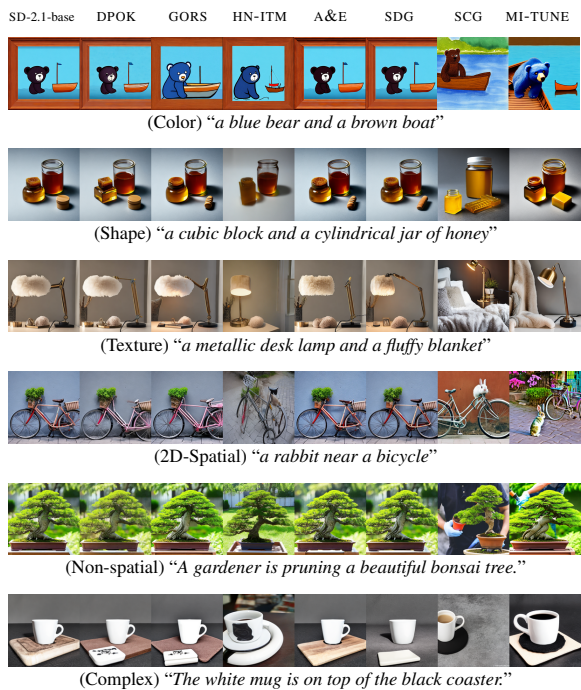 SD-2.1-base DPOK GORS HN-ITM A&E SDG SCG MI-TUNE
(Color) “a blue bear and a brown boat”
(Shape) “a cubic block and a cylindrical jar of honey”
(Texture) “a metallic desk lamp and a fluffy blanket”
(2D-Spatial) “a rabbit near a bicycle”
(Non-spatial) “A gardener is pruning a beautiful bonsai tree.”
(Complex) “The white mug is on top of the black coaster.”